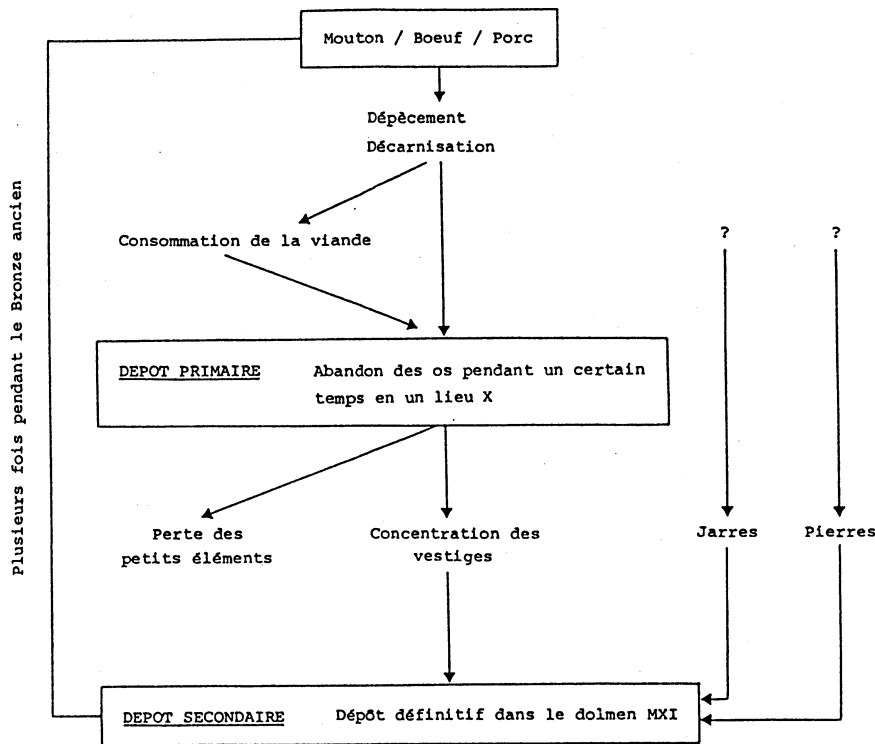 Mouton / Boeuf / Porc
Dépècement
Décarnisation
Consommation de la viande
?
?
Plusieurs fois pendant le Bronze ancien
DEPOT PRIMAIRE Abandon des os pendant un certain
temps en un lieu X
Perte des
petits éléments
Concentration des
vestiges
Jarres
Pierres
DEPOT SECONDAIRE Dépôt définitif dans le dolmen MXI